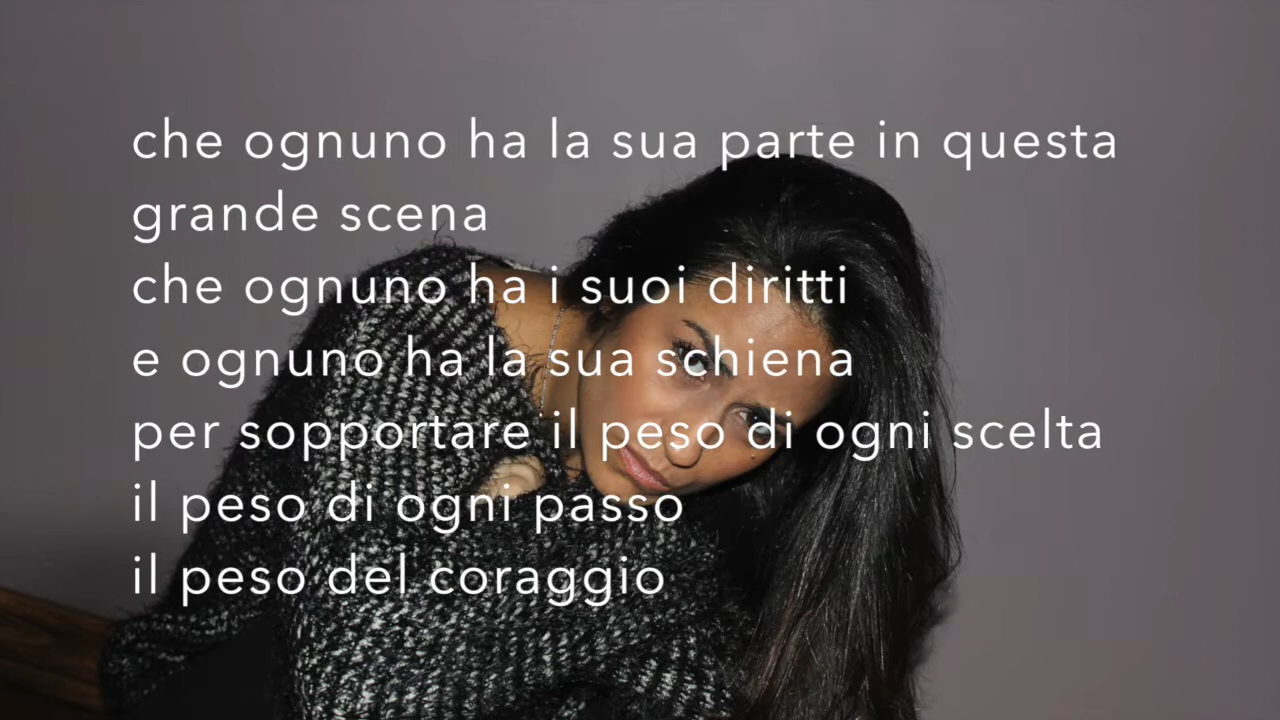 che ognuno ha la sua parte in questa
grande scena
che ognuno ha i suoi diritti
e ognuno ha la sua schiena
per sopportare il peso di ogni scelta
il peso di ogni passo
il peso del coraggio